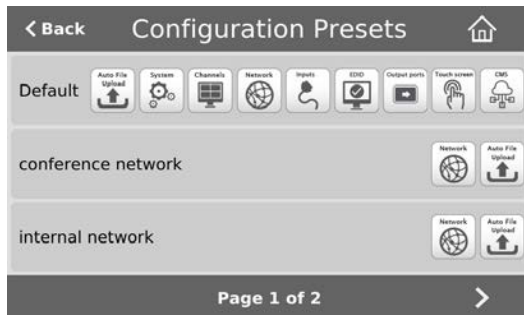 Back
Configuration Presets
Default
Auto File
Upload
System
Channels
Network
Inputs
EDID
Output ports
Touch screen
CMS
conference network
Network
Auto File
Upload
internal network
Network
Auto File
Upload
Page 1 of 2